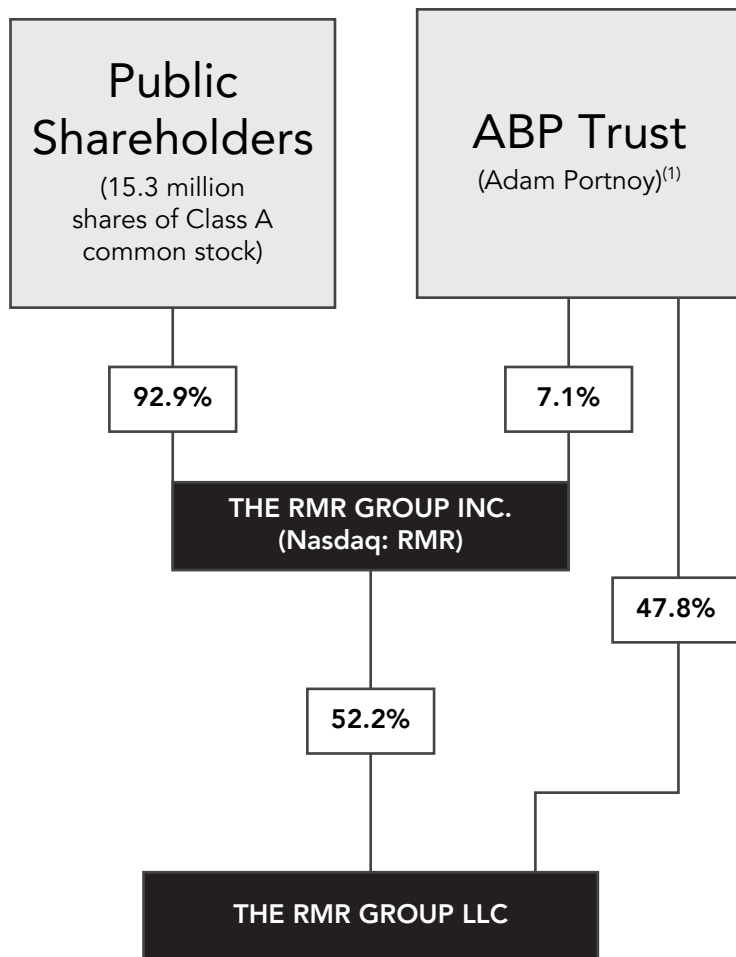 Public
Shareholders
(15.3 million
shares of Class A
common stock)
ABP Trust
(Adam Portnoy)(1)
92.9%
7.1%
THE RMR GROUP INC.
(Nasdaq: RMR)
47.8%
52.2%
THE RMR GROUP LLC